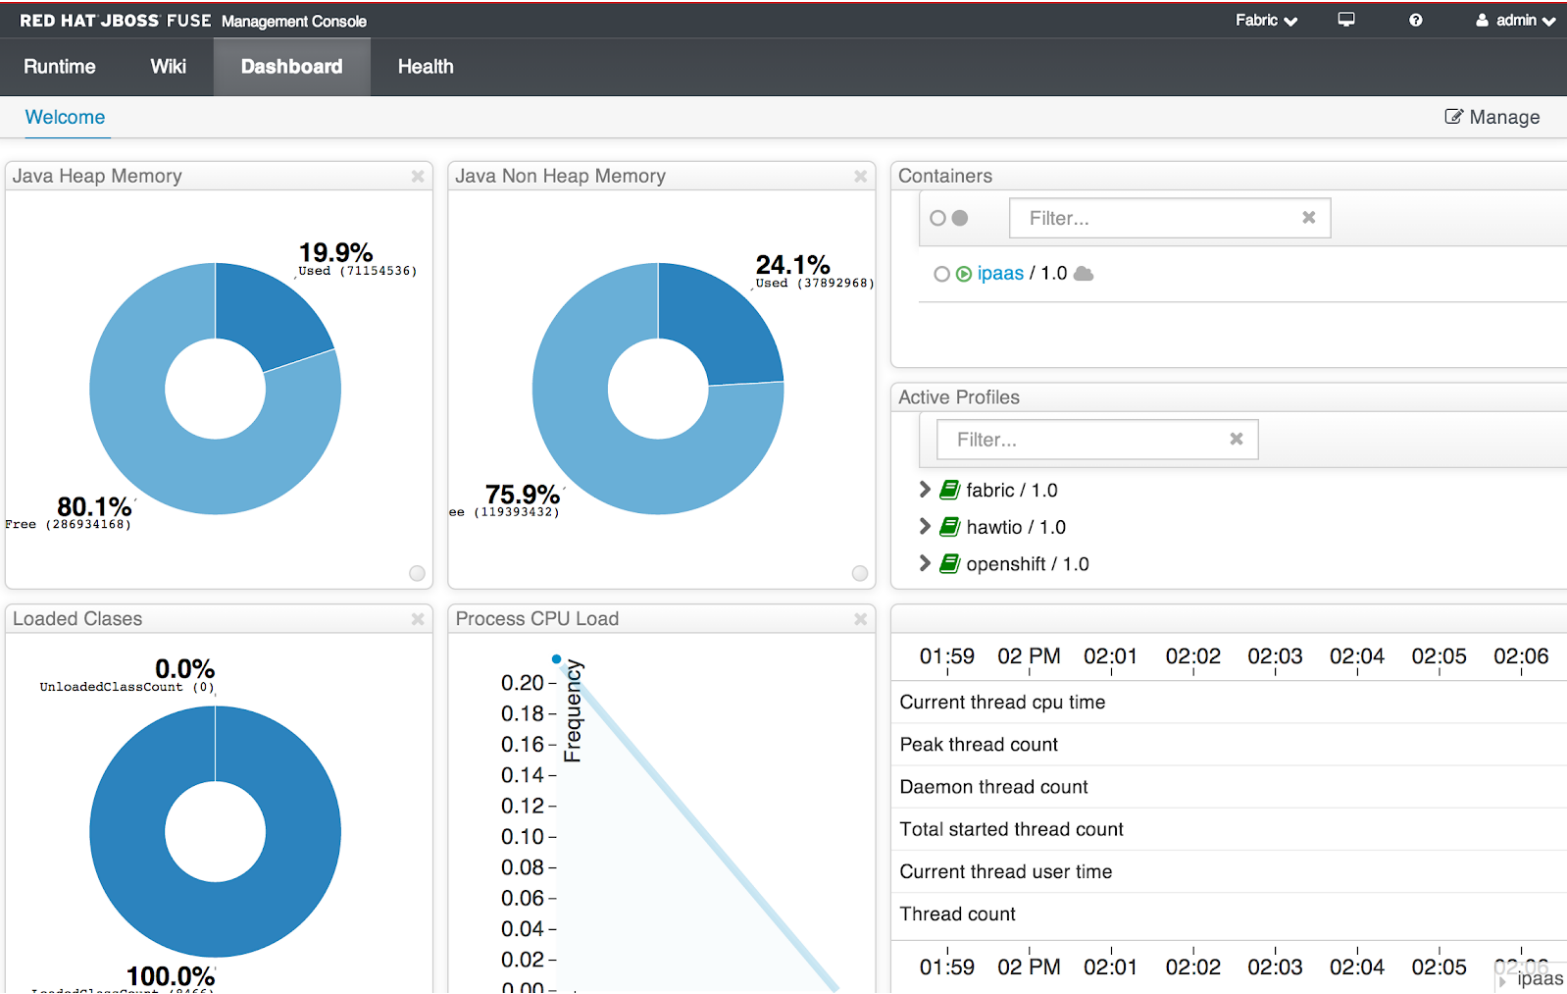 RED HAT JBOSS FUSE Management Console
Fabric
admin
Runtime
Wiki
Dashboard
Health
Welcome
Manage
Java Heap Memory
19.9%
Used (71154536)
80.1%
Free (286934168)
Java Non Heap Memory
24.1%
Used (37892968)
75.9%
ee (119393432)
Containers
Filter...
ipaas / 1.0
Active Profiles
Filter...
fabric / 1.0
hawtio / 1.0
openshift / 1.0
Loaded Clases
0.0%
UnloadedClassCount (0)
100.0%
LoadedClassCount (8466)
Process CPU Load
Frequency
0.20
0.18
0.16
0.14
0.12
0.10
0.08
0.06
0.04
0.02
0.00
01:59 02 PM 02:01 02:02 02:03 02:04 02:05 02:06
Current thread cpu time
Peak thread count
Daemon thread count
Total started thread count
Current thread user time
Thread count
01:59 02 PM 02:01 02:02 02:03 02:04 02:05 02:06
ipaas